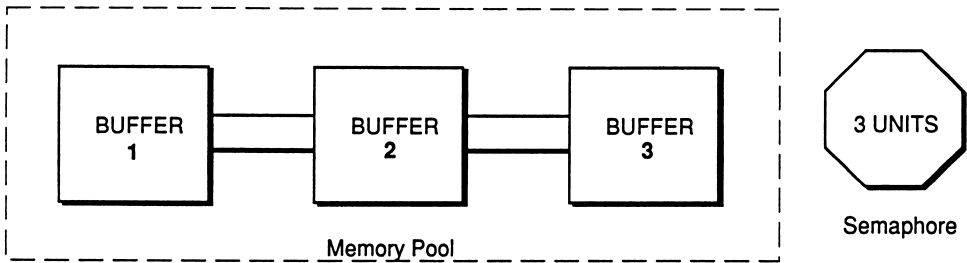 BUFFER
1
BUFFER
2
BUFFER
3
3 UNITS
Semaphore
Memory Pool